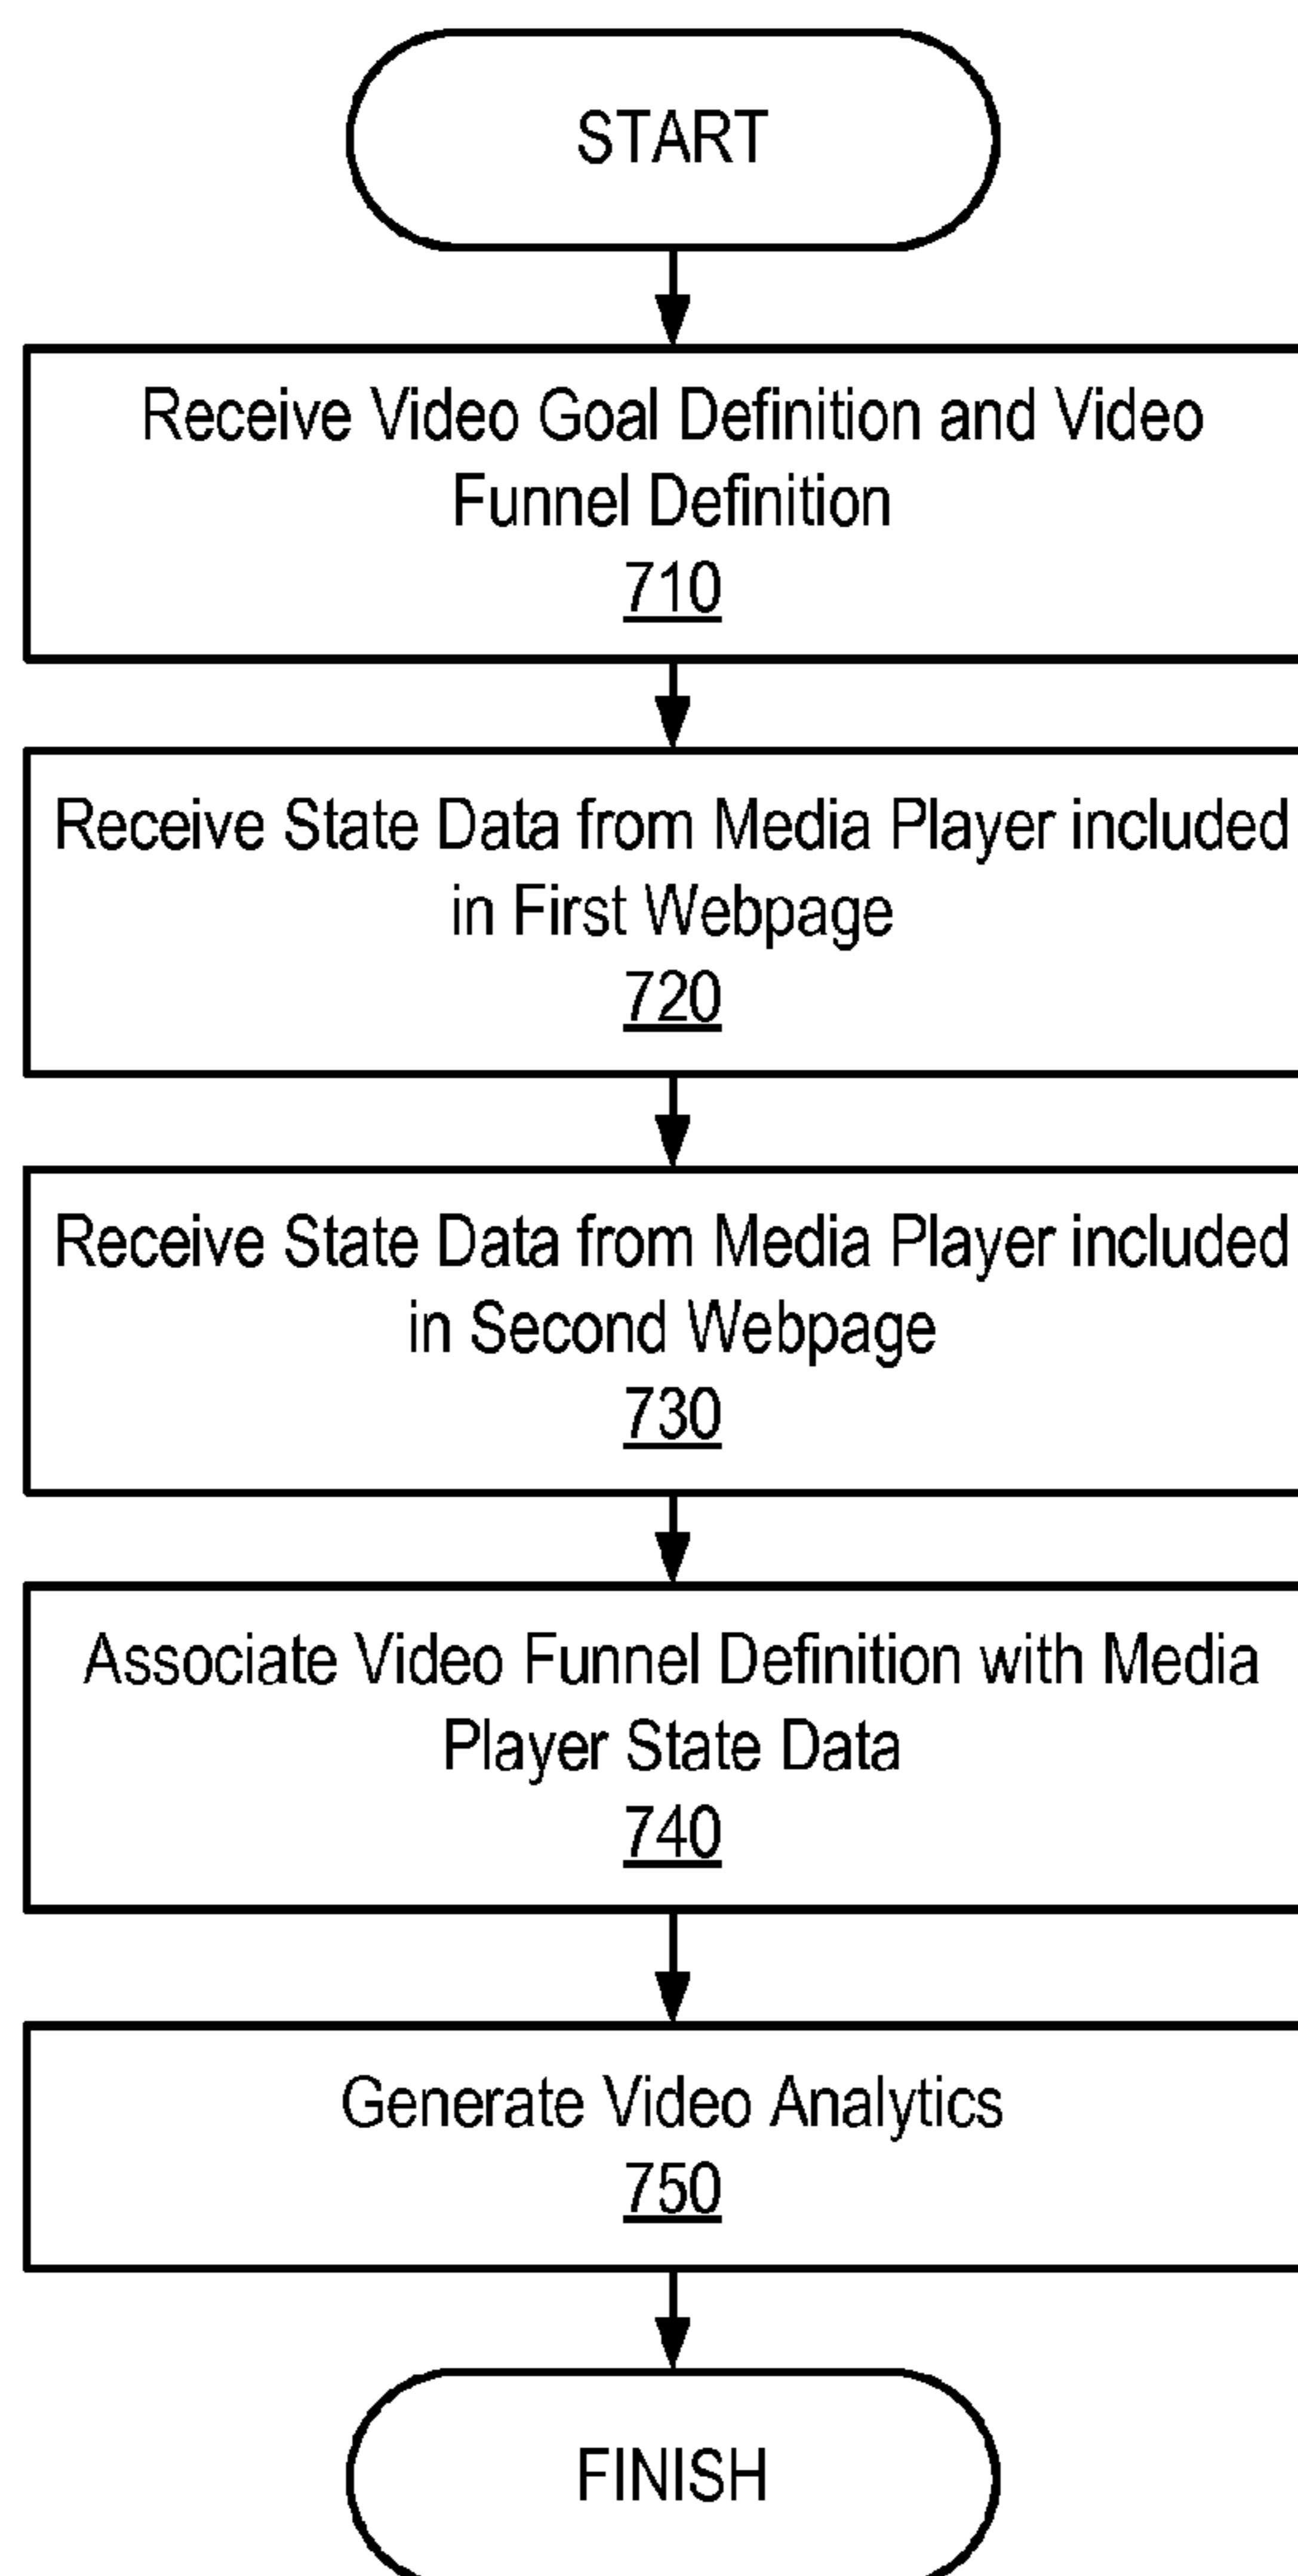 START
Receive Video Goal Definition and Video
Funnel Definition
710
Receive State Data from Media Player included
in First Webpage
720
Receive State Data from Media Player included
in Second Webpage
730
Associate Video Funnel Definition with Media
Player State Data
740
Generate Video Analytics
750
FINISH